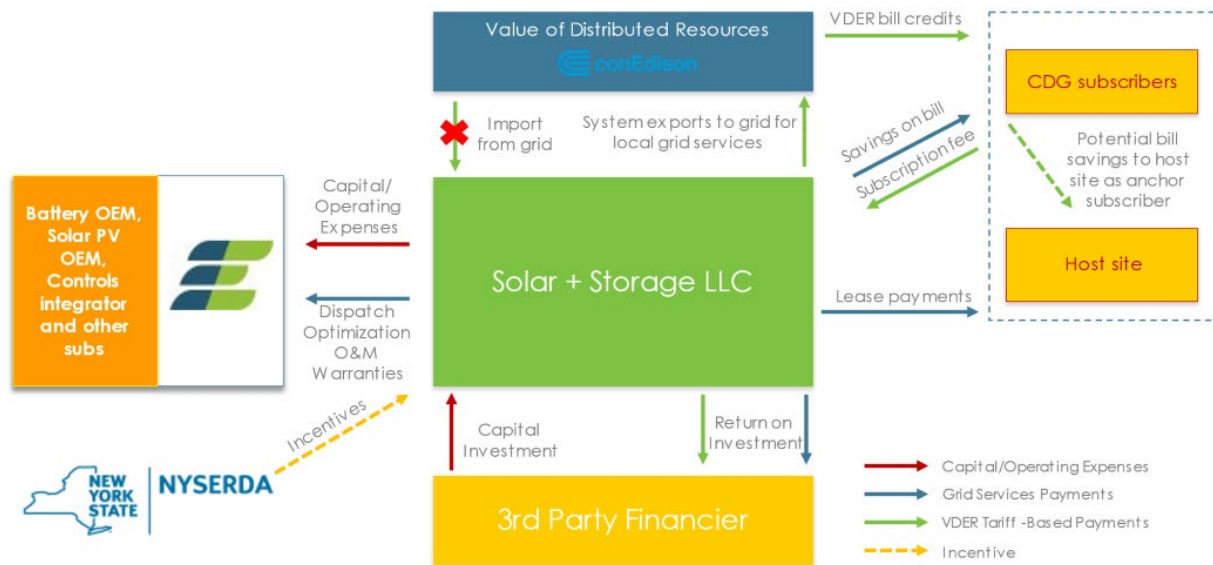 Value of Distributed Resources
conEdison
VDER bill credits
CDG subscribers
Import
from grid
System exports to grid for
local grid services
Savings on bill
Subscription fee
Potential bill
savings to host
site as anchor
subscriber
Host site
Capital/
Operating
Expenses
Battery OEM,
Solar PV
OEM,
Controls
integrator
and other
subs
Solar + Storage LLC
Lease payments
Dispatch
Optimization
O&M
Warranties
Incentives
NEW
YORK
STATE
NYSERDA
Capital
Investment
Return on
Investment
3rd Party Financier
Capital/Operating Expenses
Grid Services Payments
VDER Tariff -Based Payments
Incentive